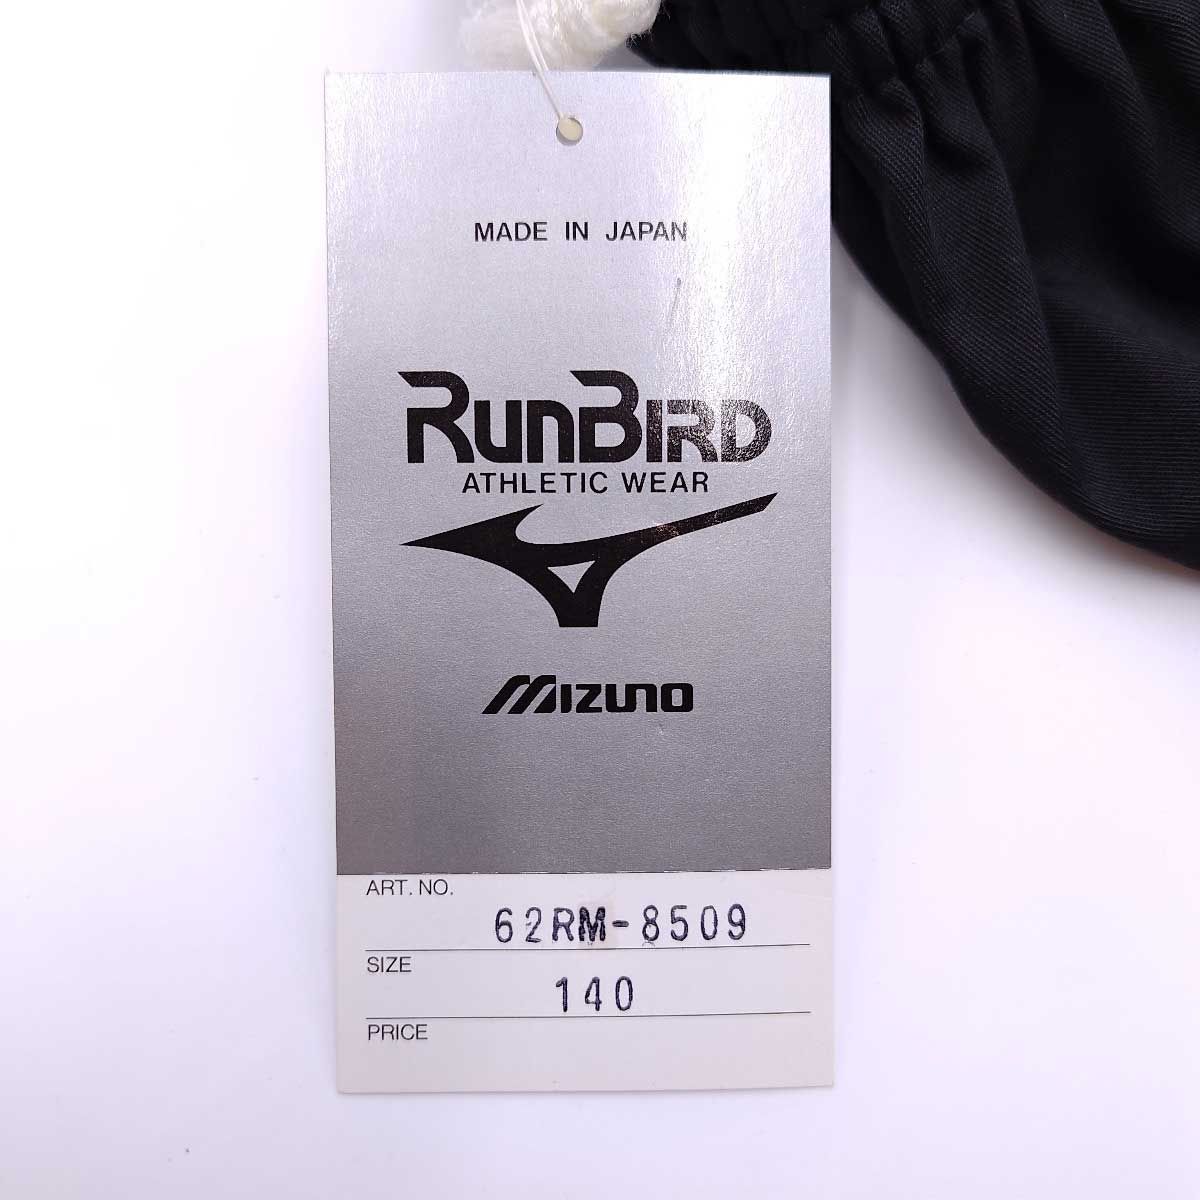 MADE IN JAPAN
RUNBIRD
ATHLETIC WEAR
MIZUNO
ART. NO.
62RM-8509
SIZE
140
PRICE